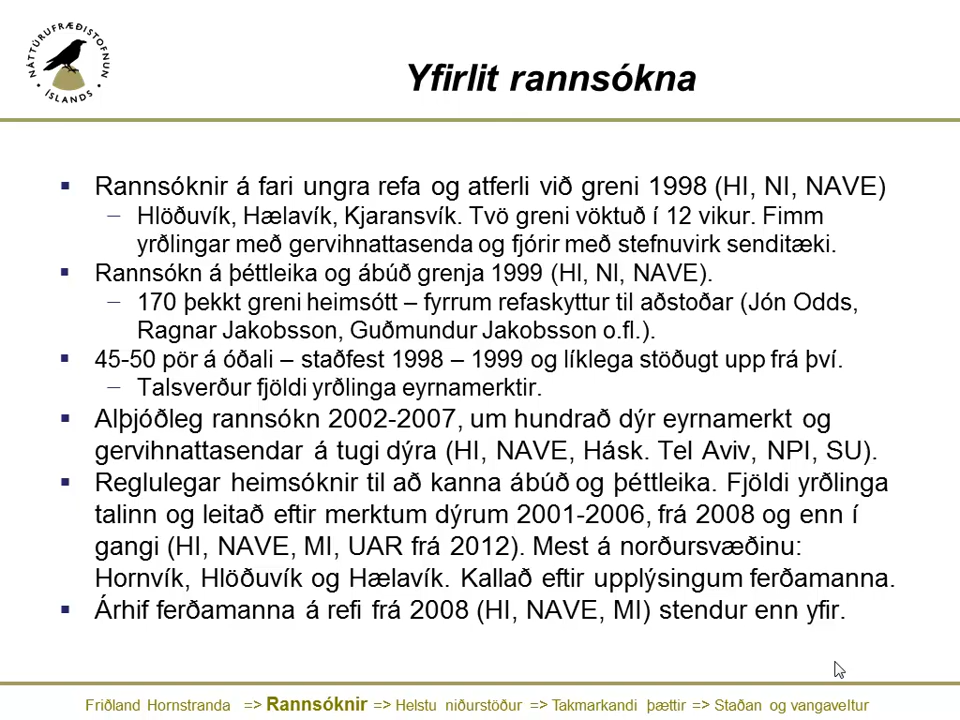 NÁTTÚRUFRÆÐISTOFNUN
• ÍSLANDS •
Yfirlit rannsókna
▪ Rannsóknir á fari ungra refa og atferli við greni 1998 (HI, NI, NAVE)
– Hlöðuvík, Hælavík, Kjaransvík. Tvö greni vöktuð í 12 vikur. Fimm
yrðlingar með gervihnattasenda og fjórir með stefnuvirk senditæki.
▪ Rannsókn á þéttleika og ábúð grenja 1999 (HI, NI, NAVE).
– 170 þekkt greni heimsótt – fyrrum refaskyttur til aðstoðar (Jón Odds,
Ragnar Jakobsson, Guðmundur Jakobsson o.fl.).
▪ 45-50 pör á óðali – staðfest 1998 – 1999 og líklega stöðugt upp frá því.
– Talsverður fjöldi yrðlinga eyrnamerktir.
▪ Alþjóðleg rannsókn 2002-2007, um hundrað dýr eyrnamerkt og
gervihnattasendar á tugi dýra (HI, NAVE, Hásk. Tel Aviv, NPI, SU).
▪ Reglulegar heimsóknir til að kanna ábúð og þéttleika. Fjöldi yrðlinga
talinn og leitað eftir merktum dýrum 2001-2006, frá 2008 og enn í
gangi (HI, NAVE, MI, UAR frá 2012). Mest á norðursvæðinu:
Hornvík, Hlöðuvík og Hælavík. Kallað eftir upplýsingum ferðamanna.
▪ Árhif ferðamanna á refi frá 2008 (HI, NAVE, MI) stendur enn yfir.
Friðland Hornstranda => Rannsóknir => Helstu niðurstöður => Takmarkandi þættir => Staðan og vangaveltur